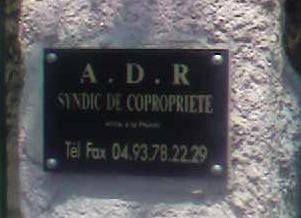 A.D.R
SYNDIC DE COPROPRIETE
Tél Fax 04.93.78.22.29